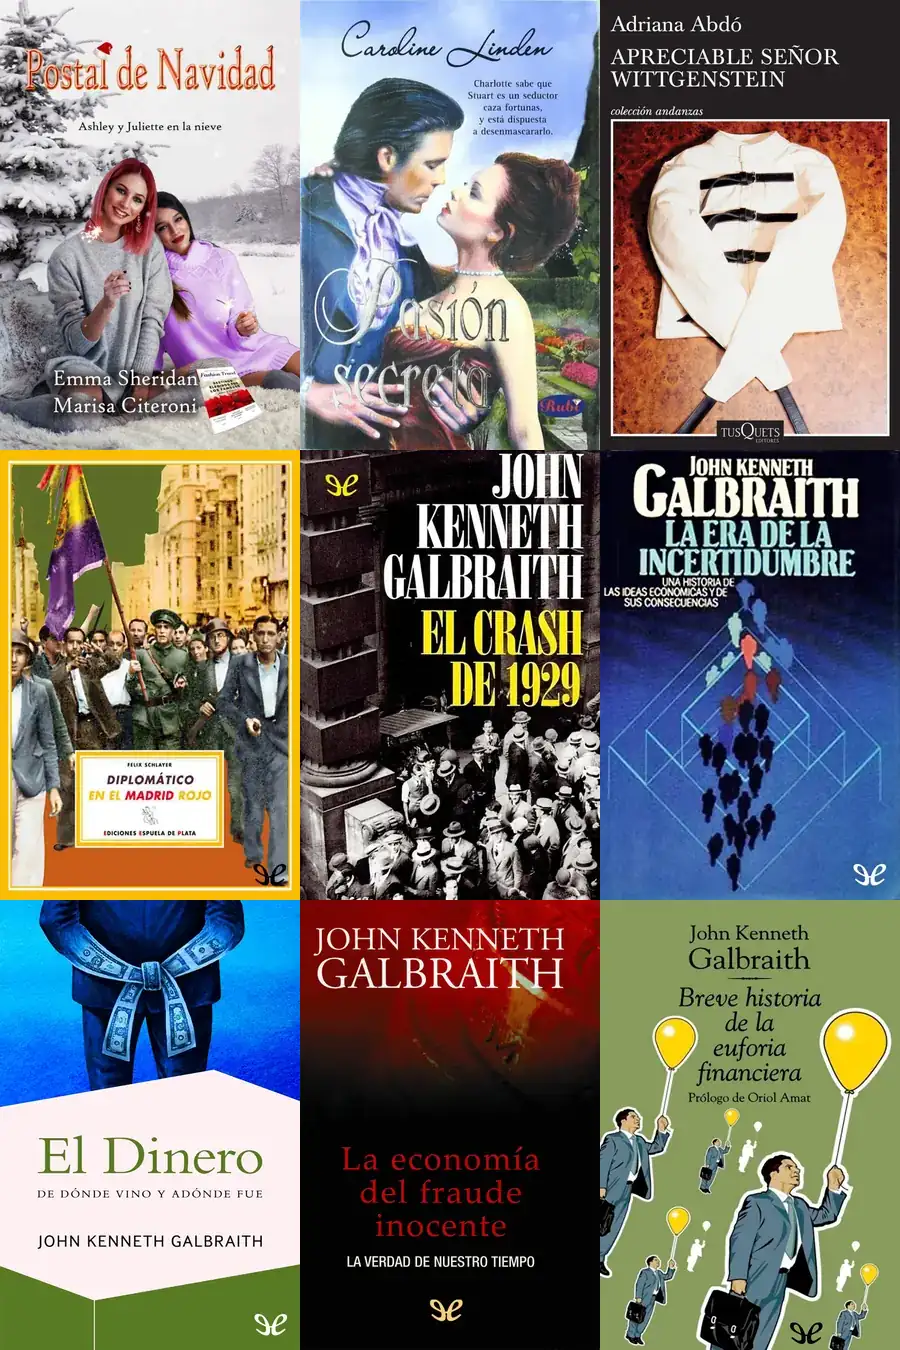 Postal de Navidad
Ashley y Juliette en la nieve
Emma Sheridan
Marisa Citeroni
Caroline Linden
Charlotte sabe que
Stuart es un seductor
caza fortunas,
y está dispuesta
a desenmascararlo.
Pasión
secreta
Rubí
Adriana Abdó
APRECIABLE SEÑOR
WITTGENSTEIN
colección andanzas
TUSQUETS
EDITORES
FELIX SCHLAYER
DIPLOMÁTICO
EN EL MADRID ROJO
EDICIONES ESPUELA DE PLATA
JOHN
KENNETH
GALBRAITH
EL CRASH
DE 1929
JOHN KENNETH
GALBRAITH
LA ERA DE LA
INCERTIDUMBRE
UNA HISTORIA DE
LAS IDEAS ECONÓMICAS Y DE
SUS CONSECUENCIAS
El Dinero
DE DÓNDE VINO Y ADÓNDE FUE
JOHN KENNETH GALBRAITH
JOHN KENNETH
GALBRAITH
La economía
del fraude
inocente
LA VERDAD DE NUESTRO TIEMPO
John Kenneth
Galbraith
Breve historia
de la
euforia
financiera
Prólogo de Oriol Amat